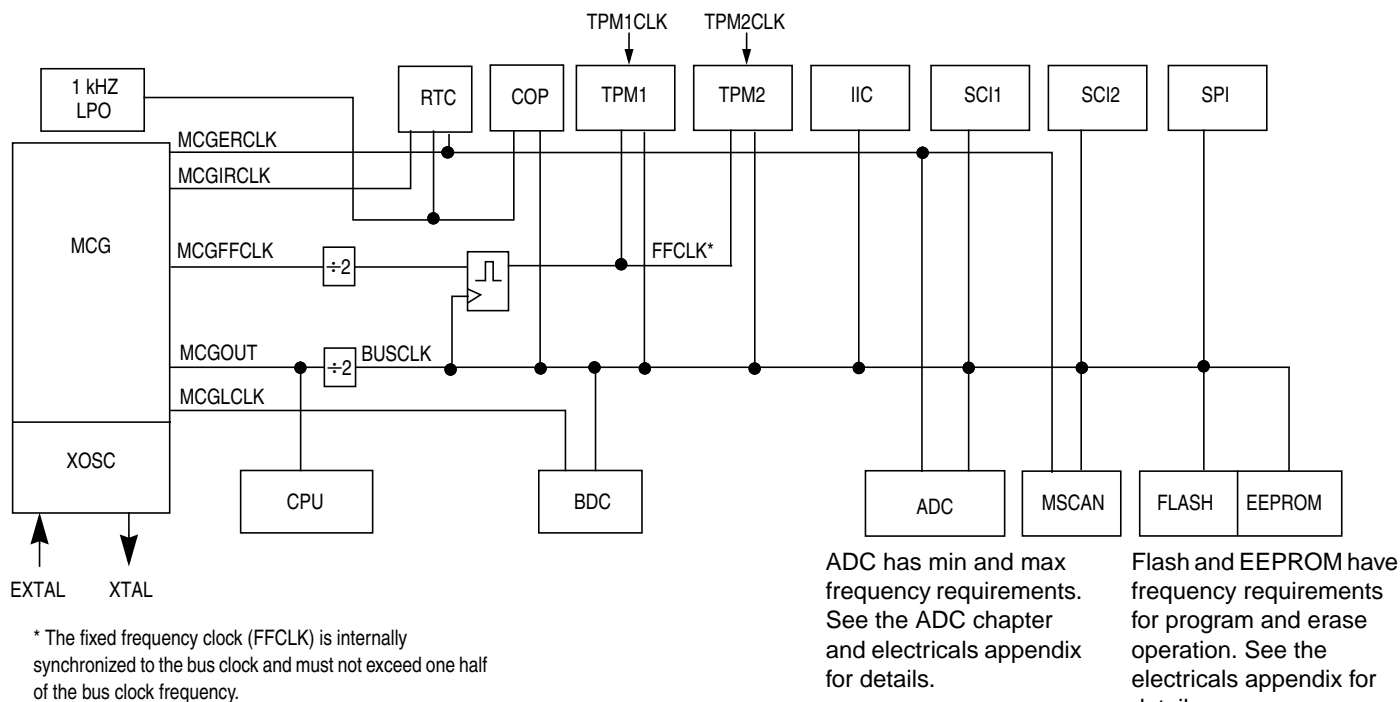 TPM1CLK TPM2CLK
1 kHZ
LPO
RTC COP TPM1 TPM2 IIC SCI1 SCI2 SPI
MCGERCLK
MCGIRCLK
MCG
MCGFFCLK ÷2 FFCLK*
MCGOUT ÷2 BUSCLK
MCGLCLK
XOSC
CPU BDC ADC MSCAN FLASH EEPROM
EXTAL XTAL
* The fixed frequency clock (FFCLK) is internally
synchronized to the bus clock and must not exceed one half
of the bus clock frequency.
ADC has min and max
frequency requirements.
See the ADC chapter
and electricals appendix
for details.
Flash and EEPROM have
frequency requirements
for program and erase
operation. See the
electricals appendix for